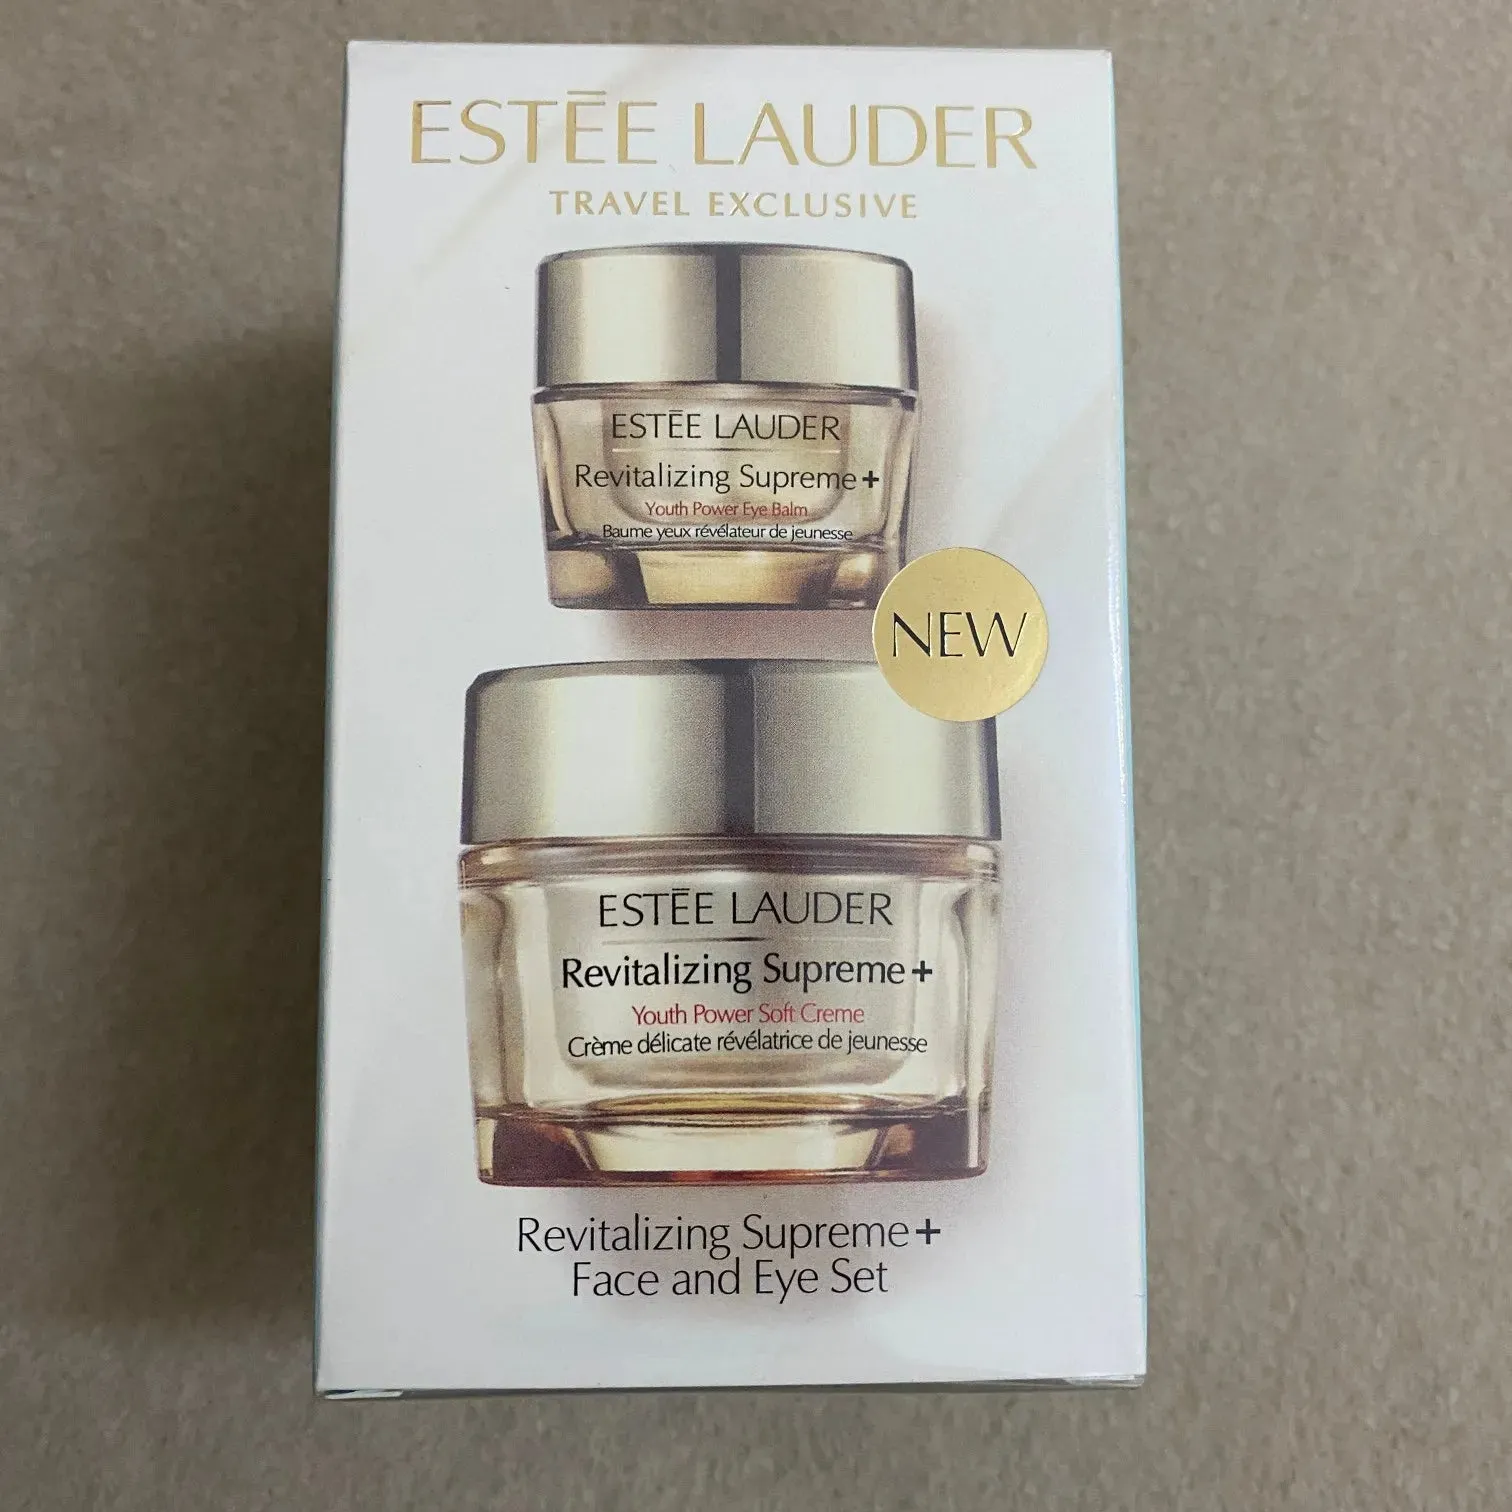 ESTĒE LAUDER
TRAVEL EXCLUSIVE
ESTĒE LAUDER
Revitalizing Supreme+
Youth Power Eye Balm
Baume yeux révélateur de jeunesse
NEW
ESTĒE LAUDER
Revitalizing Supreme+
Youth Power Soft Creme
Crème délicate révélatrice de jeunesse
Revitalizing Supreme+
Face and Eye Set